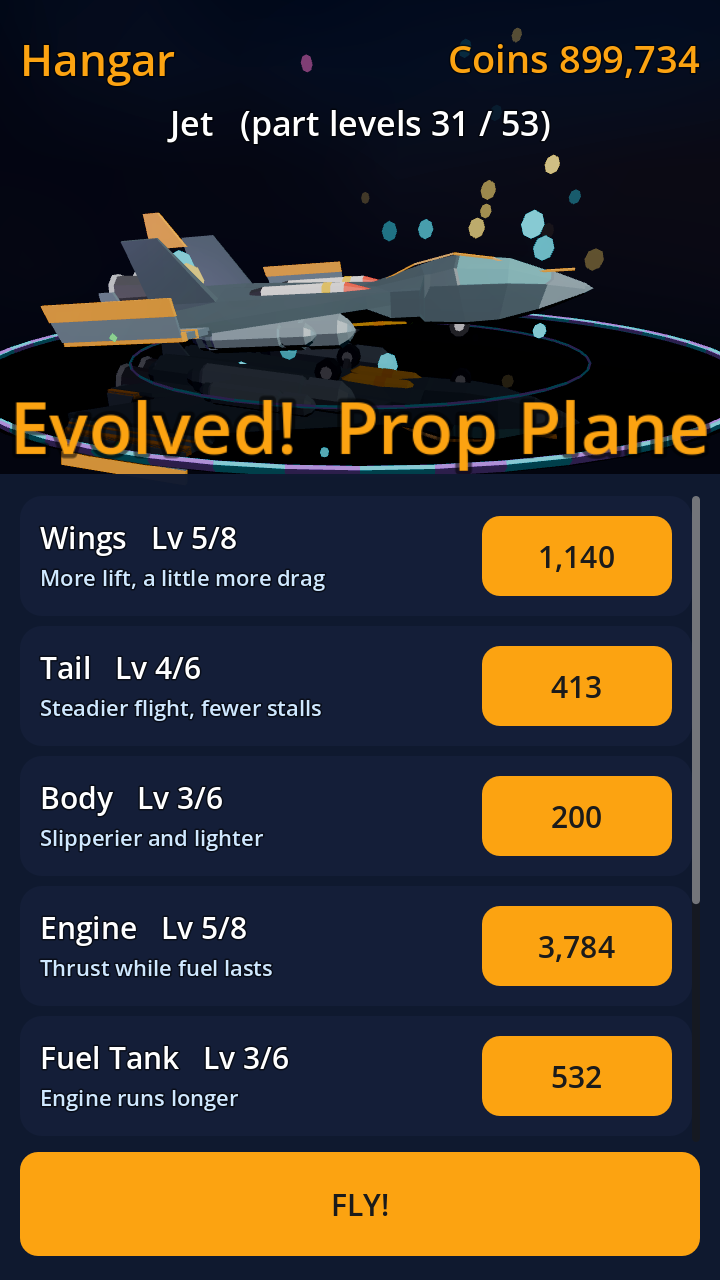 Hangar
Coins 899,734
Jet (part levels 31 / 53)
Evolved! Prop Plane
Wings Lv 5/8
More lift, a little more drag
1,140
Tail Lv 4/6
Steadier flight, fewer stalls
413
Body Lv 3/6
Slipperier and lighter
200
Engine Lv 5/8
Thrust while fuel lasts
3,784
Fuel Tank Lv 3/6
Engine runs longer
532
FLY!